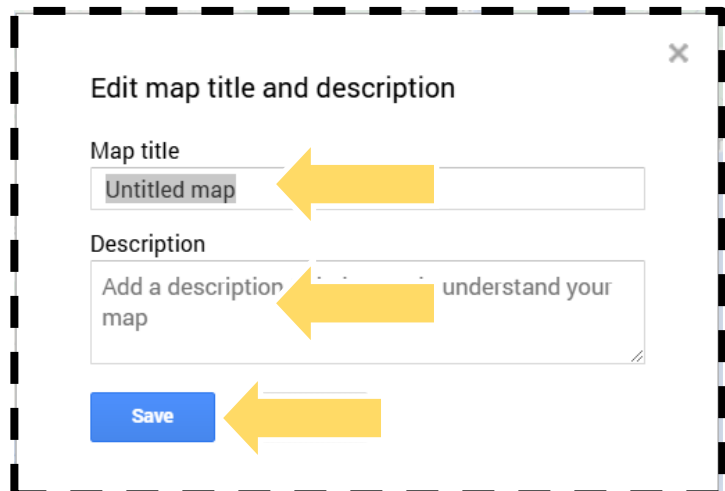 Edit map title and description
Map title
Untitled map
Description
Add a description understand your
map
Save